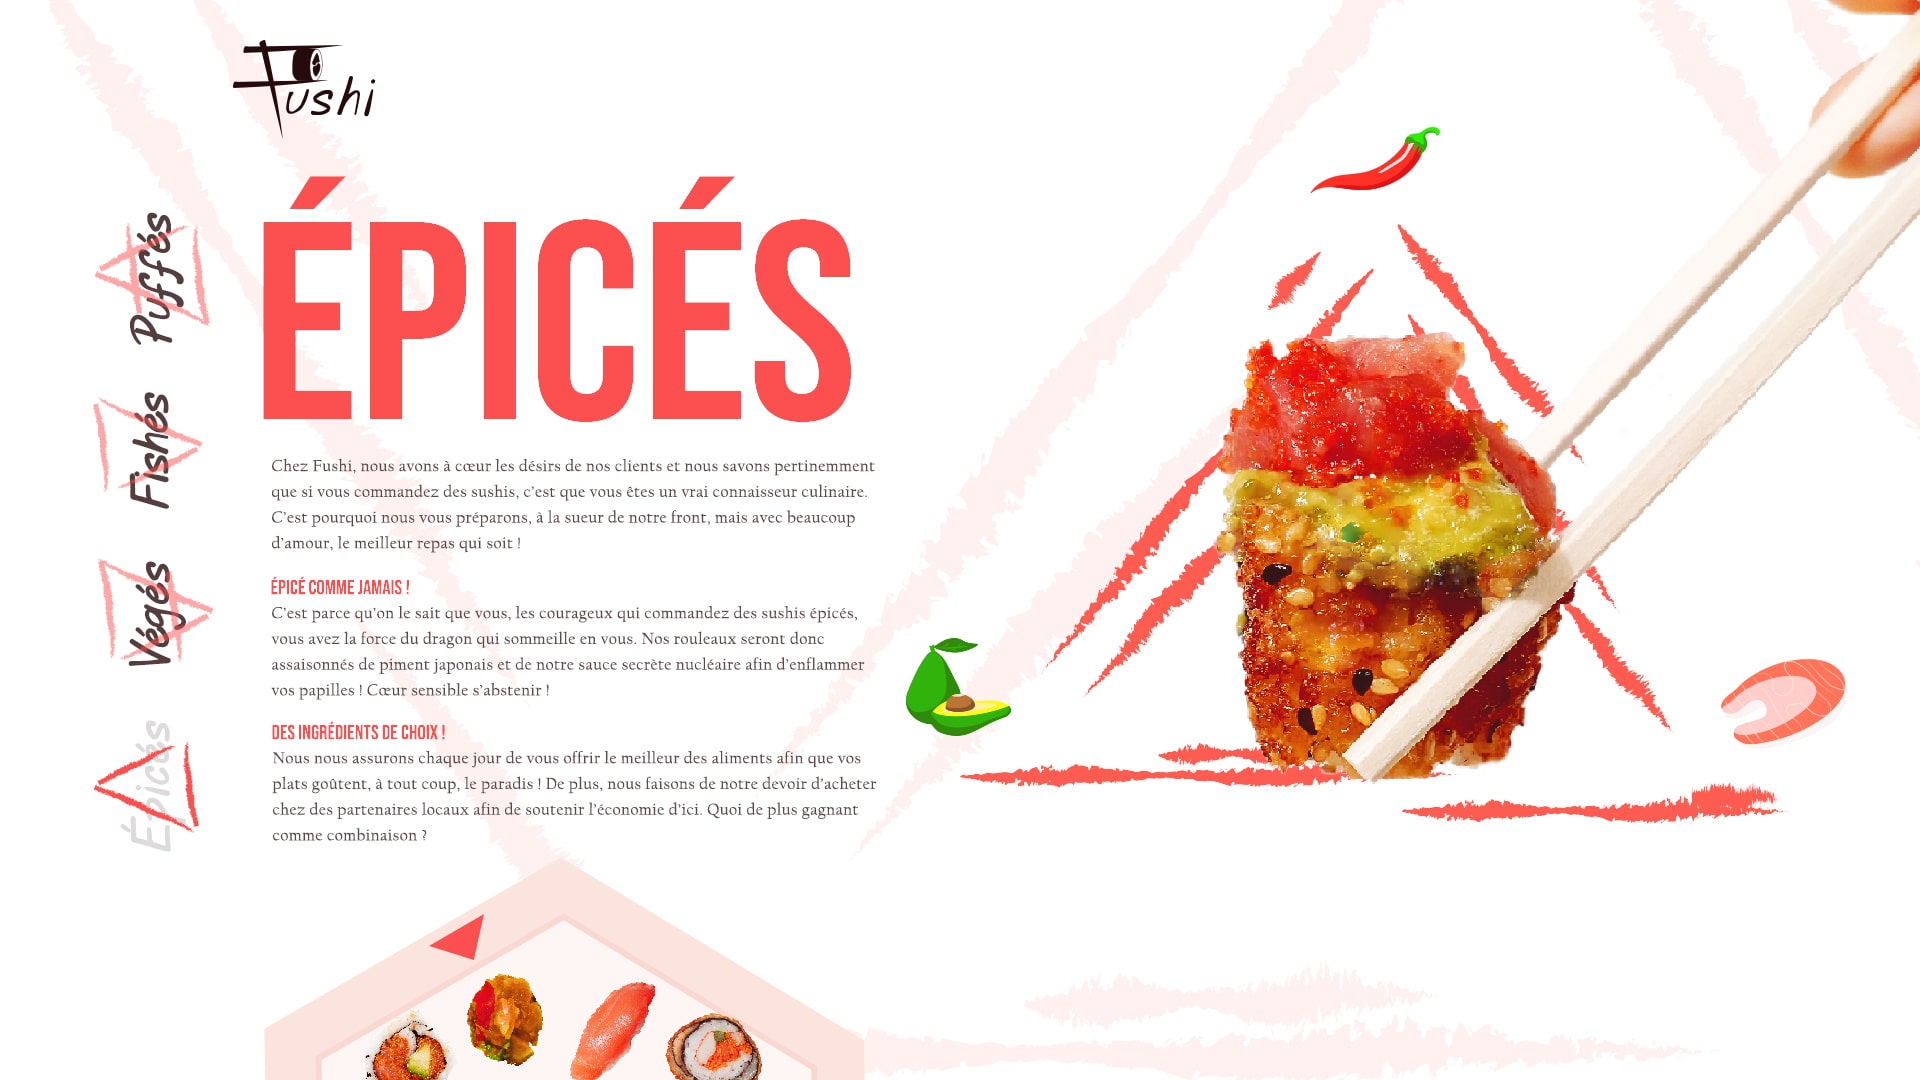 Fushi
Puffés
Fishés
Végés
Épicés
ÉPICÉS
Chez Fushi, nous avons à cœur les désirs de nos clients et nous savons pertinemment
que si vous commandez des sushis, c’est que vous êtes un vrai connaisseur culinaire.
C’est pourquoi nous vous préparons, à la sueur de notre front, mais avec beaucoup
d’amour, le meilleur repas qui soit !
ÉPICÉ COMME JAMAIS !
C’est parce qu’on le sait que vous, les courageux qui commandez des sushis épicés,
vous avez la force du dragon qui sommeille en vous. Nos rouleaux seront donc
assaisonnés de piment japonais et de notre sauce secrète nucléaire afin d’enflammer
vos papilles ! Cœur sensible s’abstenir !
DES INGRÉDIENTS DE CHOIX !
Nous nous assurons chaque jour de vous offrir le meilleur des aliments afin que vos
plats goûtent, à tout coup, le paradis ! De plus, nous faisons de notre devoir d’acheter
chez des partenaires locaux afin de soutenir l’économie d’ici. Quoi de plus gagnant
comme combinaison ?